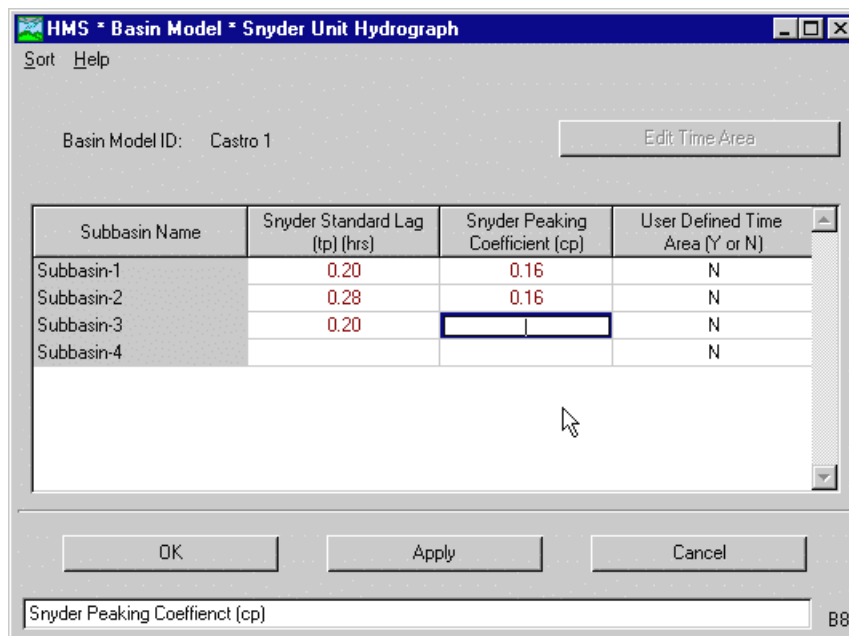 HMS * Basin Model * Snyder Unit Hydrograph
Sort Help
Basin Model ID: Castro 1 Edit Time Area
Subbasin Name Snyder Standard Lag (tp) (hrs) Snyder Peaking Coefficient (cp) User Defined Time Area (Y or N)
Subbasin-1 0.20 0.16 N
Subbasin-2 0.28 0.16 N
Subbasin-3 0.20 N
Subbasin-4 N
OK Apply Cancel
Snyder Peaking Coeffienct (cp) B8